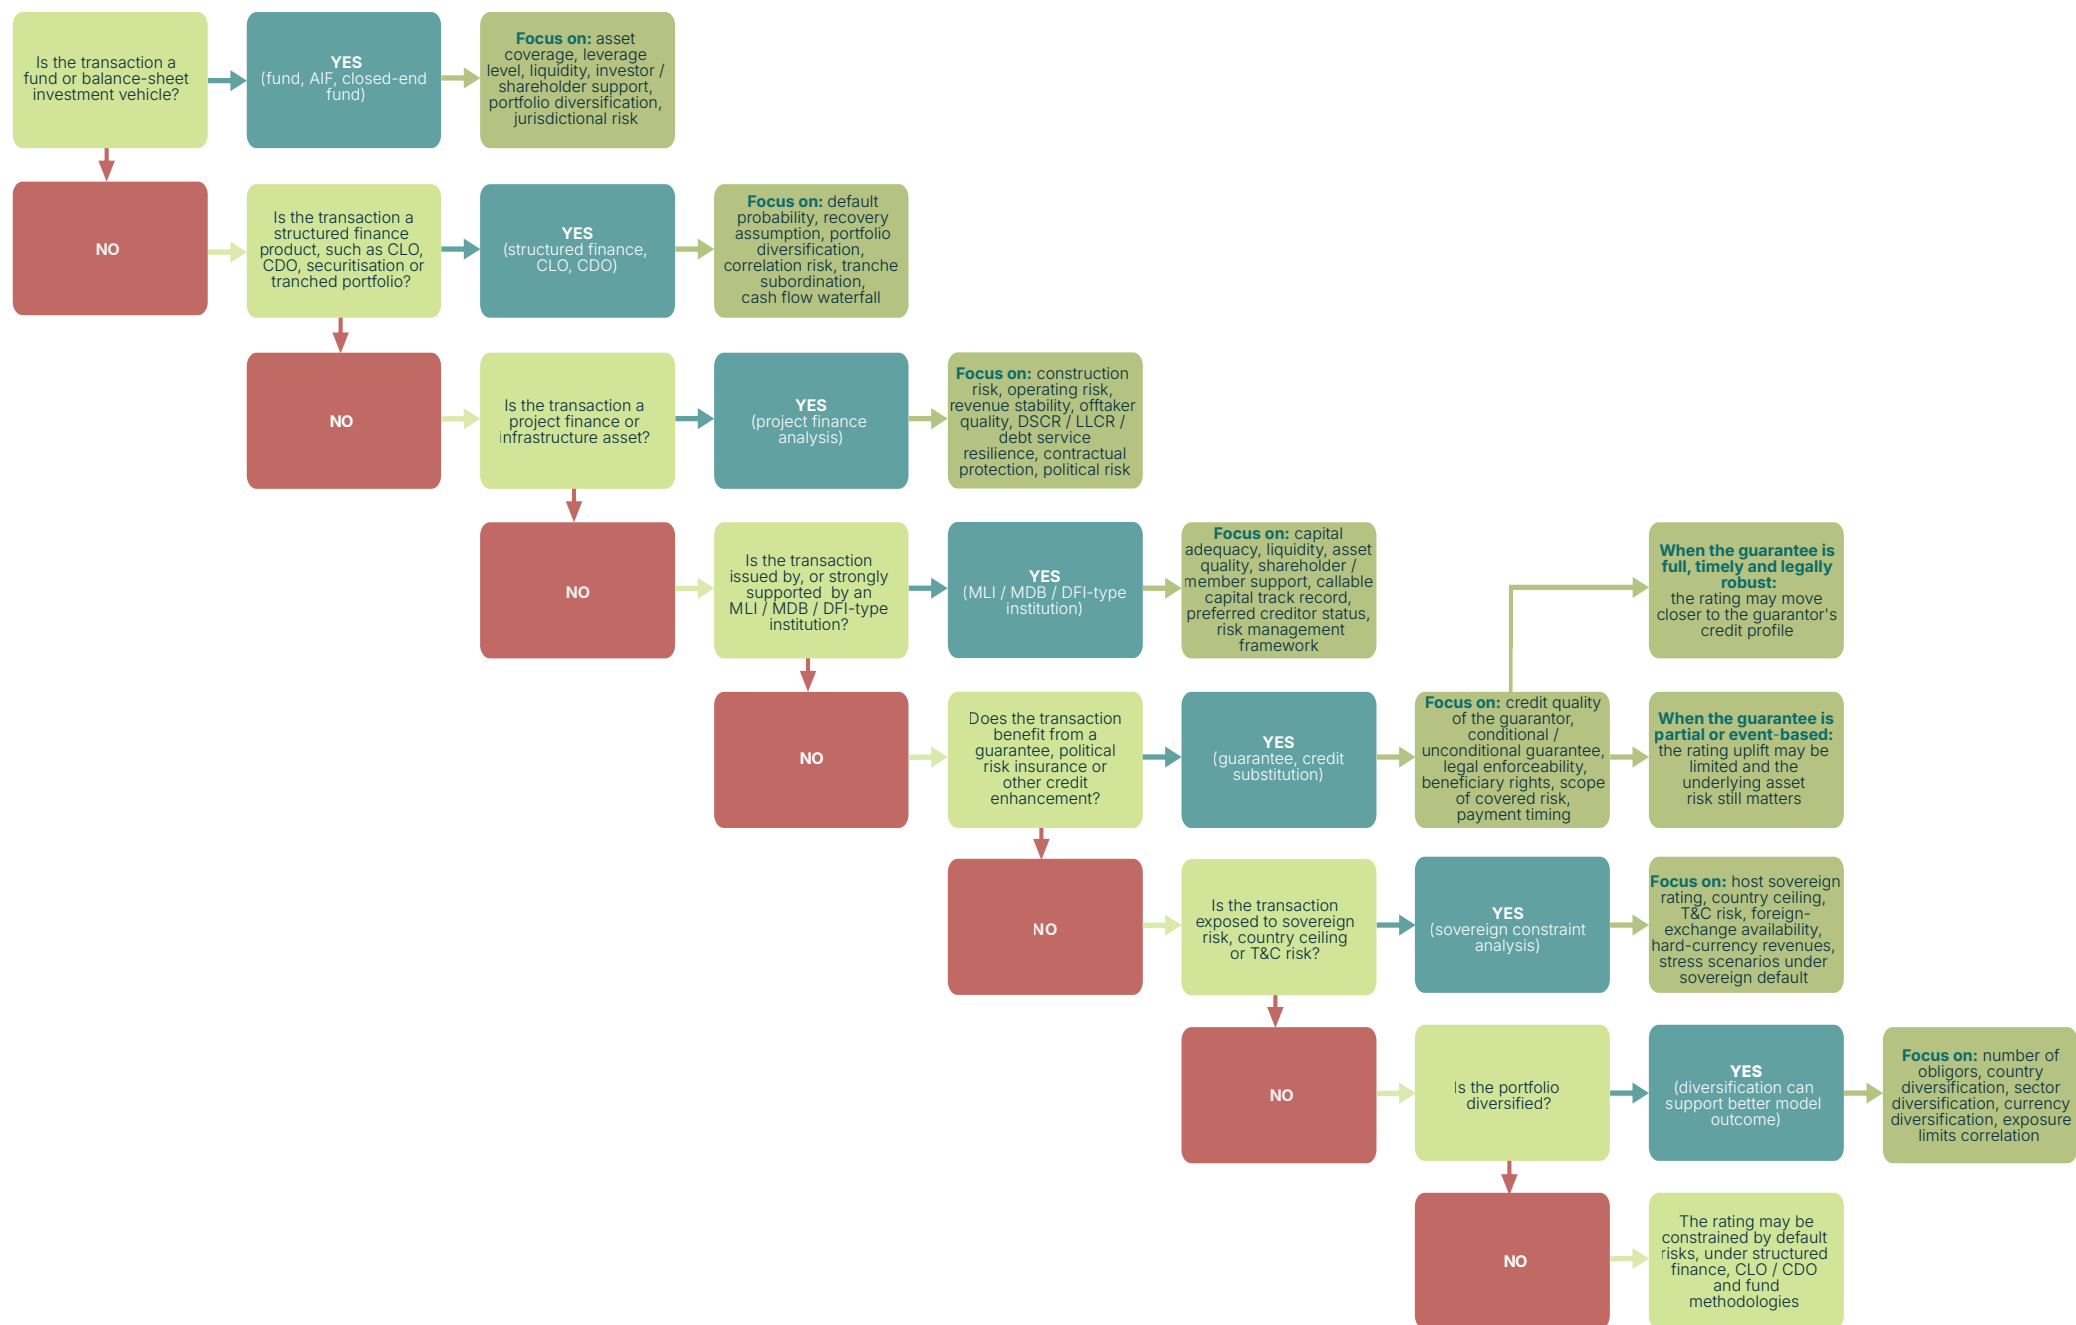 Is the transaction a
fund or balance-sheet
investment vehicle?
YES
(fund, AIF, closed-end
fund)
Focus on: asset
coverage, leverage
level, liquidity, investor /
shareholder support,
portfolio diversification,
jurisdictional risk
NO
Is the transaction a
structured finance
product, such as CLO,
CDO, securitisation or
tranched portfolio?
YES
(structured finance,
CLO, CDO)
Focus on: default
probability, recovery
assumption, portfolio
diversification,
correlation risk, tranche
subordination,
cash flow waterfall
NO
Is the transaction a
project finance or
infrastructure asset?
YES
(project finance
analysis)
Focus on: construction
risk, operating risk,
revenue stability, offtaker
quality, DSCR / LLCR /
debt service
resilience, contractual
protection, political risk
NO
Is the transaction
issued by, or strongly
supported by an
MLI / MDB / DFI-type
institution?
YES
(MLI / MDB / DFI-type
institution)
Focus on: capital
adequacy, liquidity, asset
quality, shareholder /
member support, callable
capital track record,
preferred creditor status,
risk management
framework
When the guarantee is
full, timely and legally
robust:
the rating may move
closer to the guarantor's
credit profile
NO
Does the transaction
benefit from a
guarantee, political
risk insurance or
other credit
enhancement?
YES
(guarantee, credit
substitution)
Focus on: credit quality
of the guarantor,
conditional /
unconditional guarantee,
legal enforceability,
beneficiary rights, scope
of covered risk,
payment timing
When the guarantee is
partial or event-based:
the rating uplift may be
limited and the
underlying asset
risk still matters
NO
Is the transaction
exposed to sovereign
risk, country ceiling
or T&C risk?
YES
(sovereign constraint
analysis)
Focus on: host sovereign
rating, country ceiling,
T&C risk, foreign-
exchange availability,
hard-currency revenues,
stress scenarios under
sovereign default
NO
Is the portfolio
diversified?
YES
(diversification can
support better model
outcome)
Focus on: number of
obligors, country
diversification, sector
diversification, currency
diversification, exposure
limits correlation
NO
The rating may be
constrained by default
risks, under structured
finance, CLO / CDO
and fund
methodologies